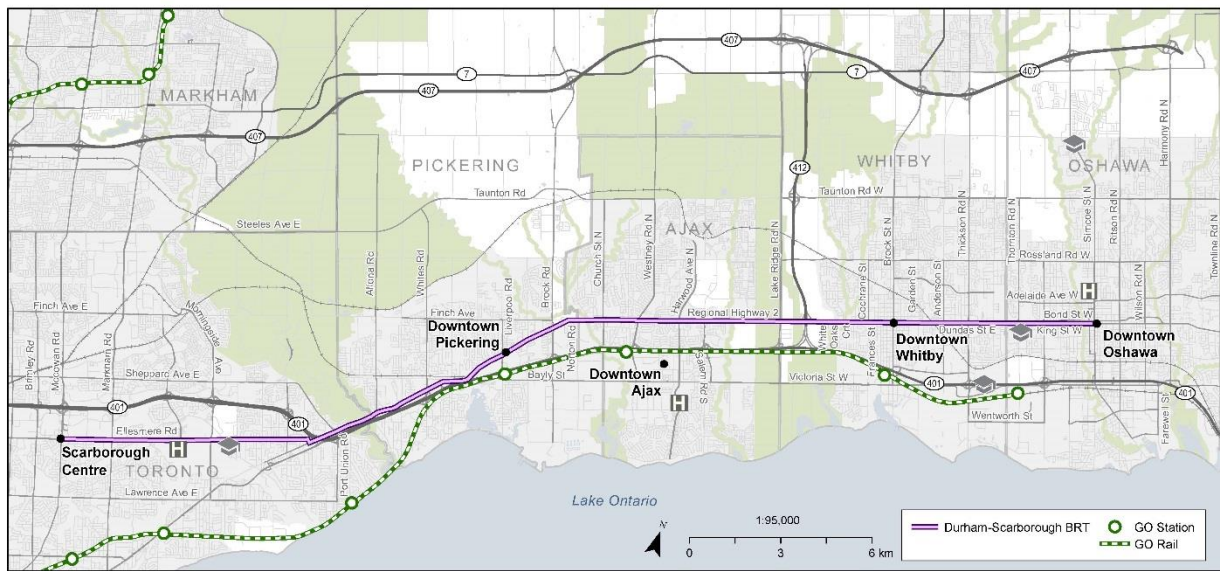 407
7
7
407
407
407
MARKHAM
407
PICKERING
WHITBY
OSHAWA
412
Harmony Rd N
Taunton Rd
Taunton Rd W
Steeles Ave E
AJAX
Altona Rd
Whites Rd
Liverpool Rd
Brock Rd
Church St N
Westney Rd N
Harwood Ave N
Lake Ridge Rd N
Brock St N
Cochrane St
Garden St
Anderson St
Thickson Rd N
Thornton Rd N
Simcoe St N
Ritson Rd N
Wilson Rd N
Townline Rd N
Rossland Rd W
Adelaide Ave W
H
Finch Ave E
Finch Ave
Regional Highway 2
Bond St W
King St W
Dundas St E
Downtown
Pickering
Downtown
Whitby
Downtown
Oshawa
Brimley Rd
Mccowan Rd
Markham Rd
Morningside Ave
Sheppard Ave E
Notion Rd
Bayly St
Downtown
Ajax
Salem Rd S
Victoria St W
Frances St
White
Oaks
Crt
401
401
401
401
401
Wentworth St
Farewell St
H
Ellesmere Rd
H
Scarborough
Centre
TORONTO
Port Union Rd
Lawrence Ave E
Lake Ontario
N
1:95,000
0 3 6 km
Durham-Scarborough BRT
GO Station
GO Rail